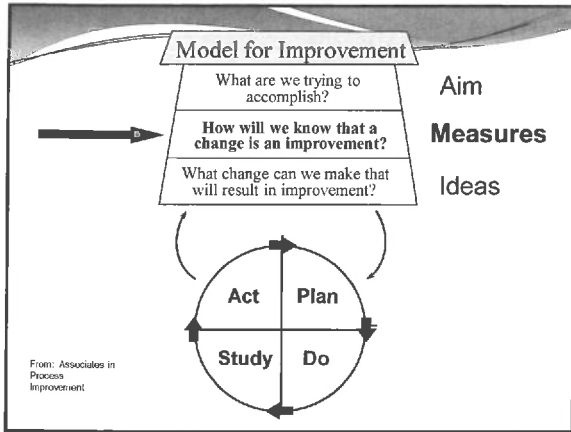 Model for Improvement
What are we trying to
accomplish?
Aim
How will we know that a
change is an improvement?
Measures
What change can we make that
will result in improvement?
Ideas
Act
Plan
Study
Do
From: Associates in
Process
Improvement